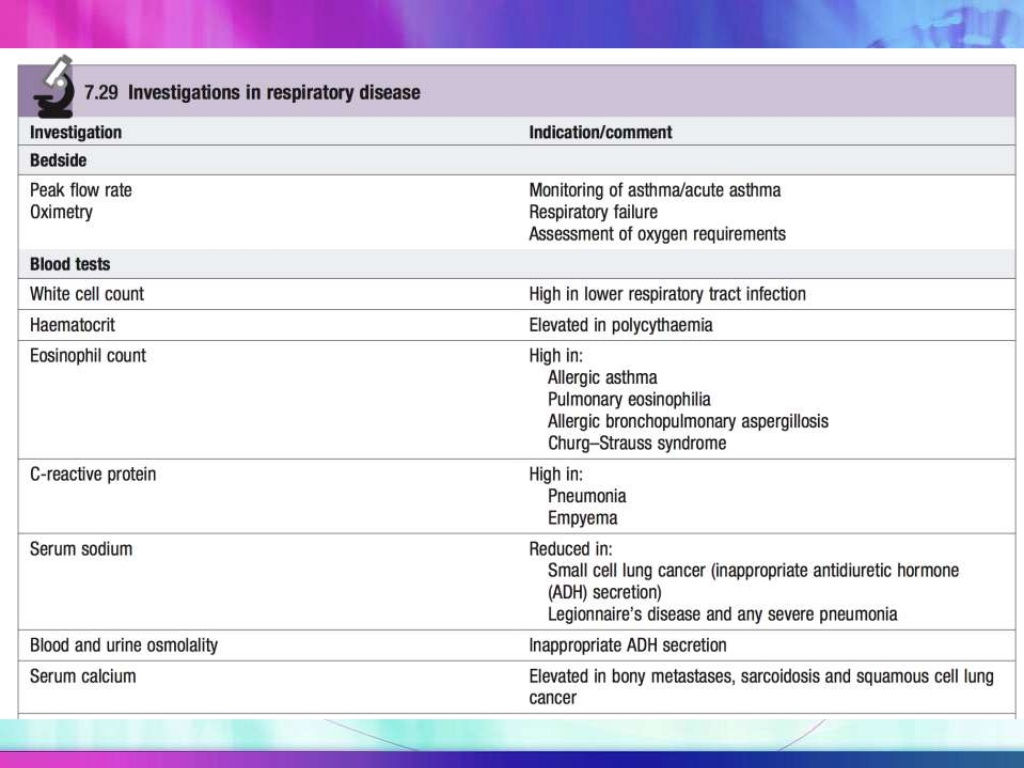 7.29 Investigations in respiratory disease
Investigation Indication/comment
Bedside
Peak flow rate Monitoring of asthma/acute asthma
Oximetry Respiratory failure
Assessment of oxygen requirements
Blood tests
White cell count High in lower respiratory tract infection
Haematocrit Elevated in polycythaemia
Eosinophil count High in:
Allergic asthma
Pulmonary eosinophilia
Allergic bronchopulmonary aspergillosis
Churg–Strauss syndrome
C-reactive protein High in:
Pneumonia
Empyema
Serum sodium Reduced in:
Small cell lung cancer (inappropriate antidiuretic hormone
(ADH) secretion)
Legionnaire's disease and any severe pneumonia
Blood and urine osmolality Inappropriate ADH secretion
Serum calcium Elevated in bony metastases, sarcoidosis and squamous cell lung
cancer